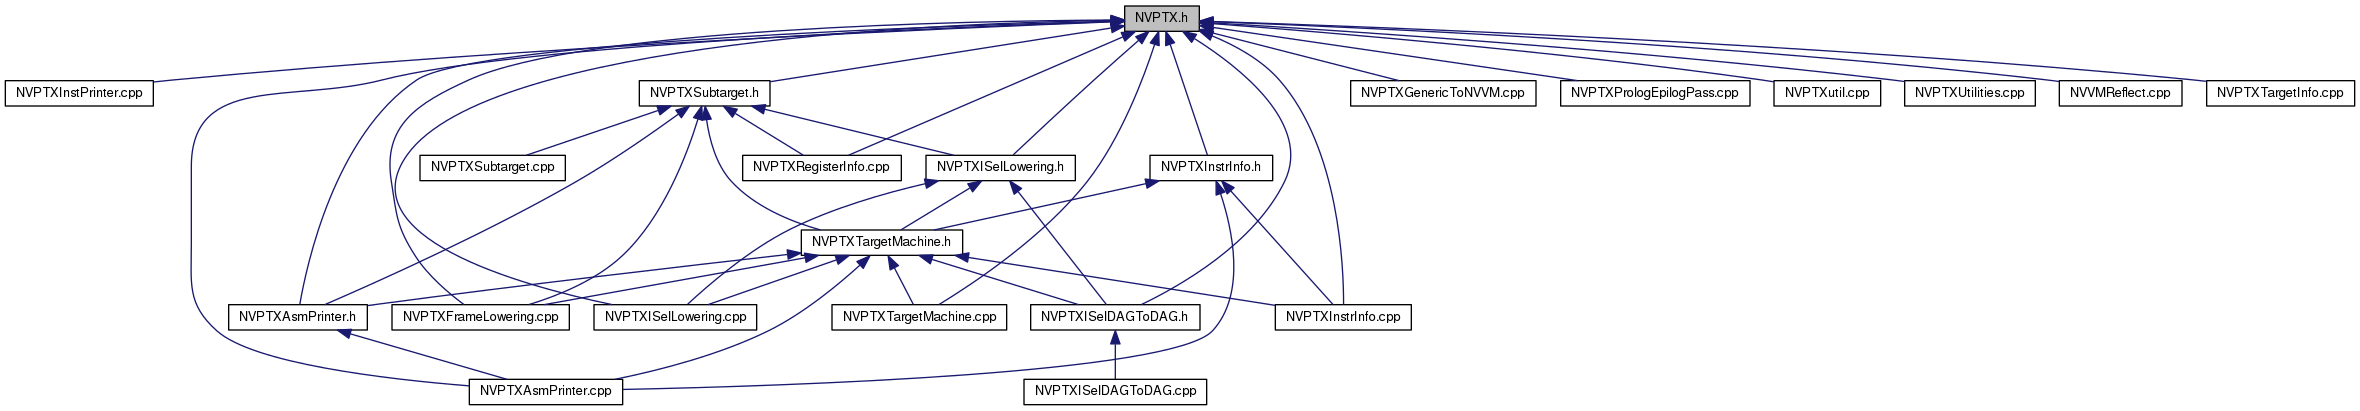 NVPTX.h
NVPTXInstPrinter.cpp
NVPTXSubtarget.h
NVPTXGenericToNVVM.cpp
NVPTXPrologEpilogPass.cpp
NVPTXutil.cpp
NVPTXUtilities.cpp
NVVMReflect.cpp
NVPTXTargetInfo.cpp
NVPTXSubtarget.cpp
NVPTXRegisterInfo.cpp
NVPTXISelLowering.h
NVPTXInstrInfo.h
NVPTXTargetMachine.h
NVPTXAsmPrinter.h
NVPTXFrameLowering.cpp
NVPTXISelLowering.cpp
NVPTXTargetMachine.cpp
NVPTXISelDAGToDAG.h
NVPTXInstrInfo.cpp
NVPTXAsmPrinter.cpp
NVPTXISelDAGToDAG.cpp